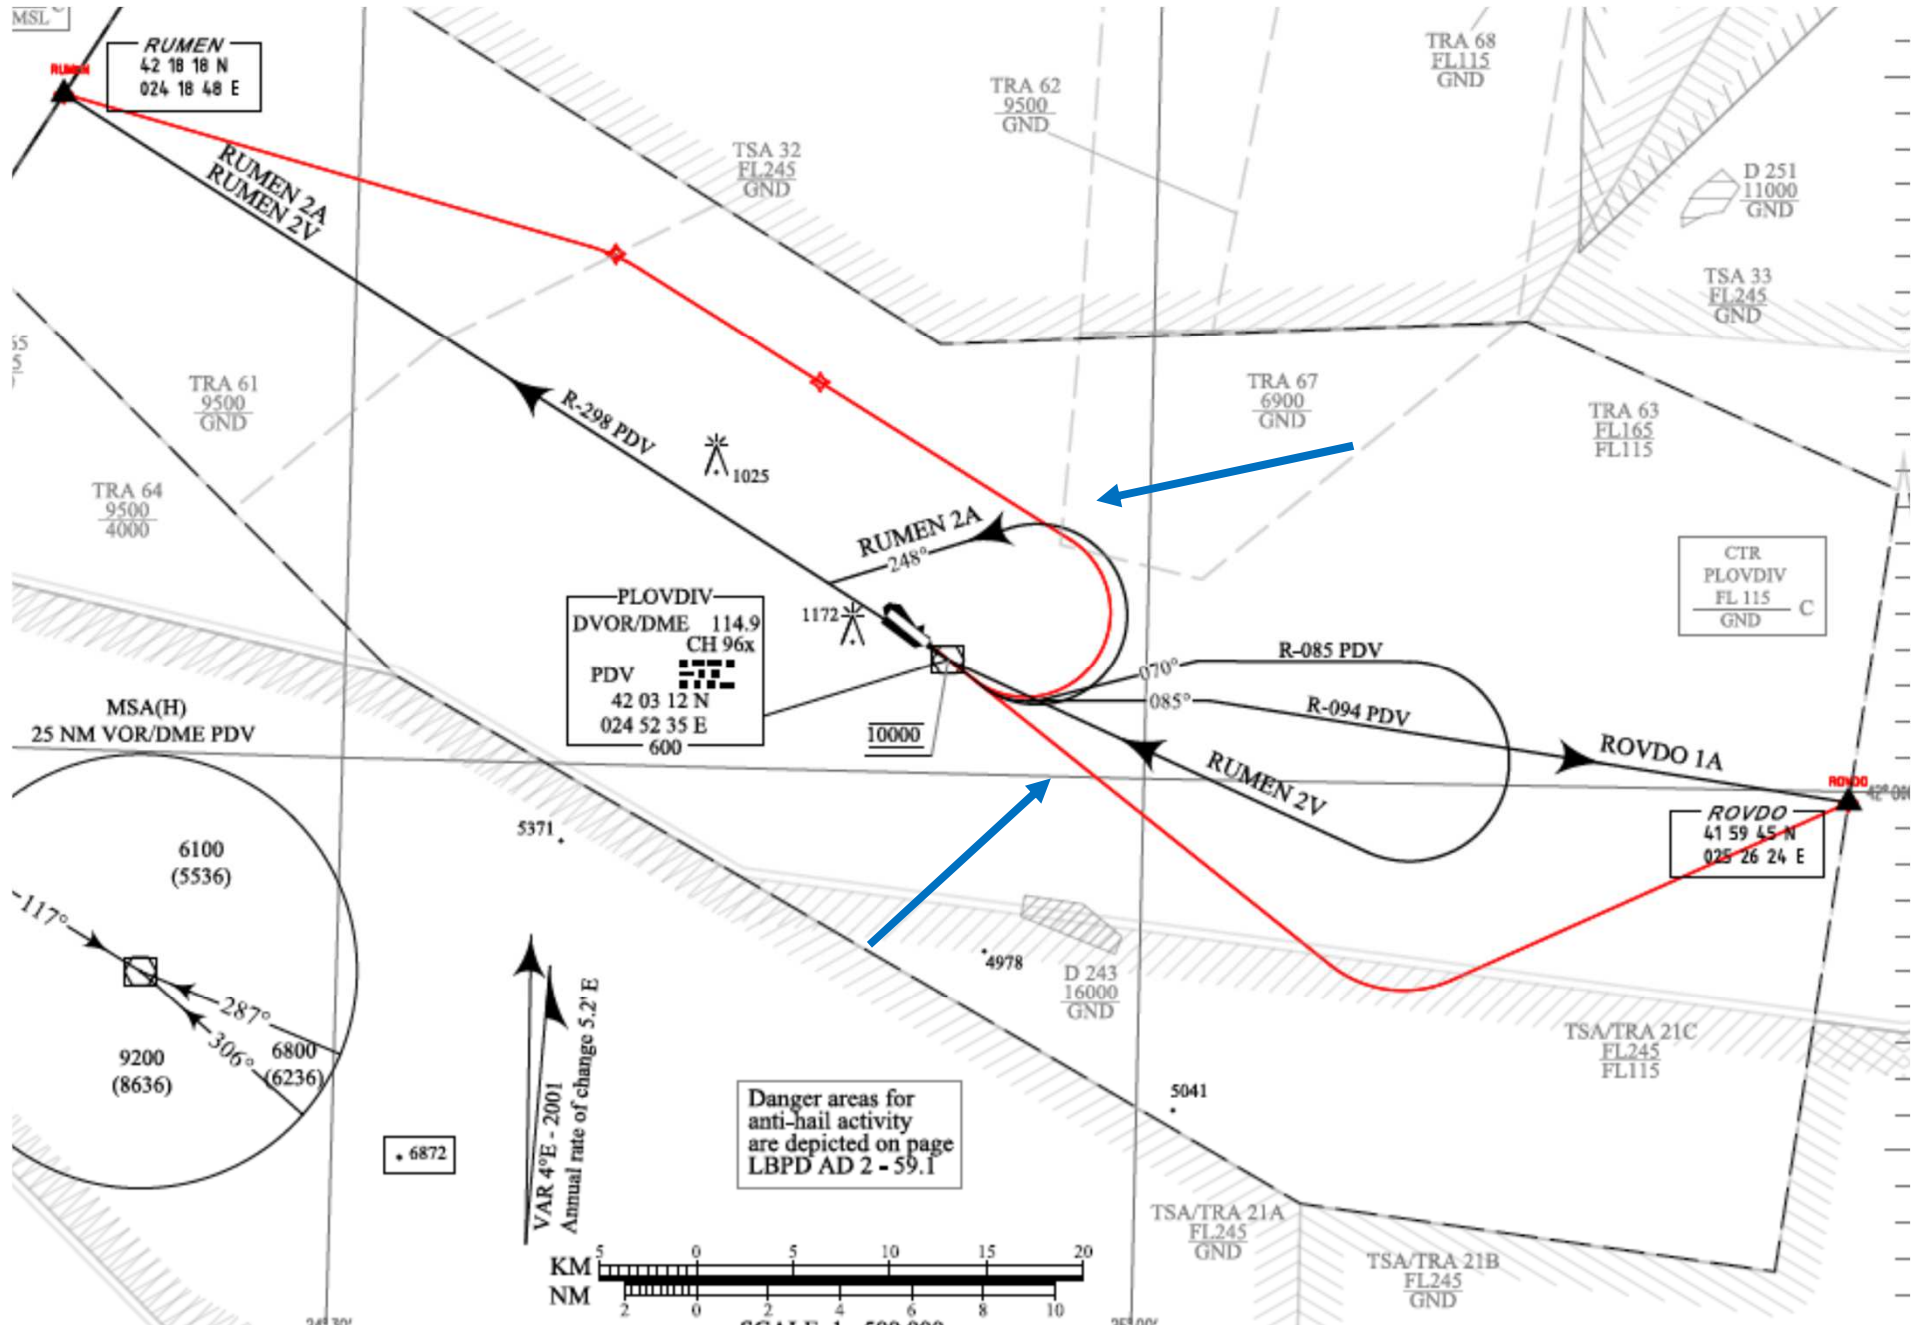 MSL
C
RUMEN
RUMEN
42 18 18 N
024 18 48 E
TRA 68
FL115
GND
TRA 62
9500
GND
TSA 32
FL245
GND
D 251
11000
GND
RUMEN 2A
RUMEN 2V
TSA 33
FL245
GND
TRA 61
9500
GND
R-298 PDV
TRA 67
6900
GND
TRA 63
FL165
FL115
1025
TRA 64
9500
4000
RUMEN 2A
248°
CTR
PLOVDIV
FL 115
GND
C
PLOVDIV
DVOR/DME 114.9
CH 96x
PDV
42 03 12 N
024 52 35 E
600
1172
10000
070°
085°
R-085 PDV
R-094 PDV
ROVDO 1A
RUMEN 2V
ROVDO
ROVDO
41 59 45 N
025 26 24 E
MSA(H)
25 NM VOR/DME PDV
6100
(5536)
117°
287°
306°
6800
(6236)
9200
(8636)
5371
4978
D 243
16000
GND
TSA/TRA 21C
FL245
FL115
5041
6872
VAR 4°E - 2001
Annual rate of change 5.2' E
Danger areas for
anti-hail activity
are depicted on page
LBPD AD 2 - 59.1
TSA/TRA 21A
FL245
GND
TSA/TRA 21B
FL245
GND
KM 5 0 5 10 15 20
NM 2 0 2 4 6 8 10